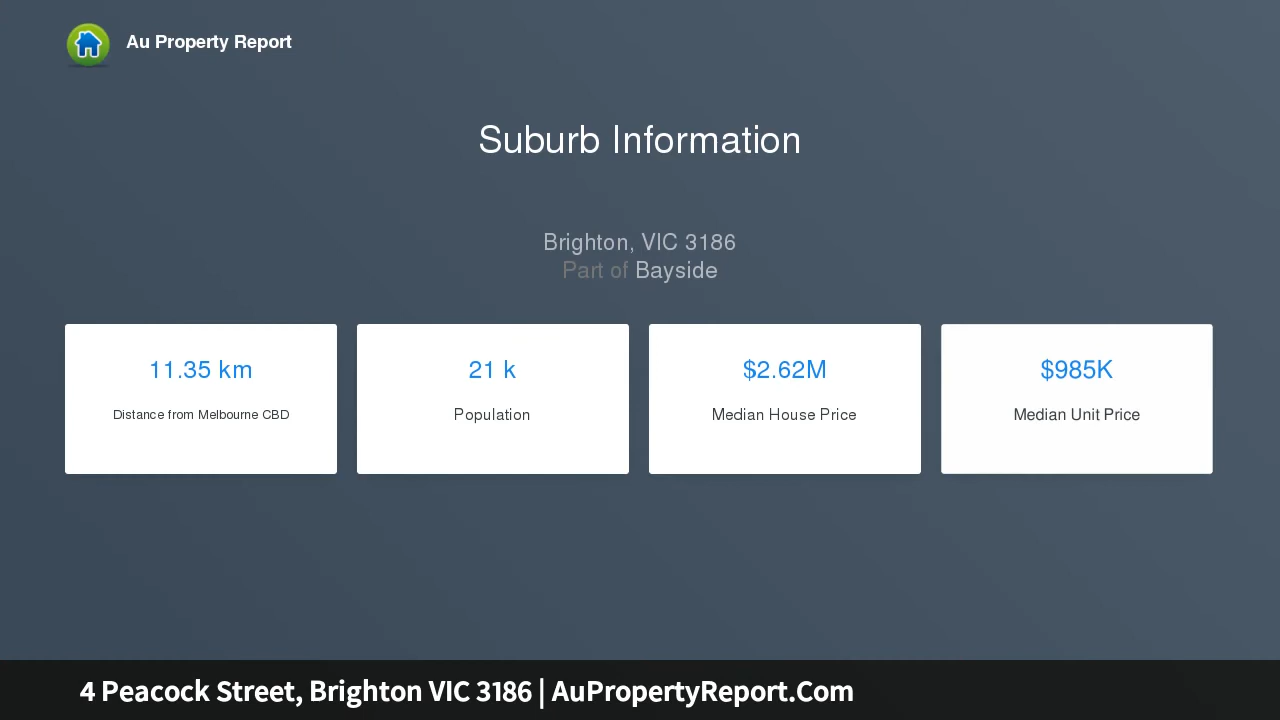 Au Property Report
Suburb Information
Brighton, VIC 3186
Part of Bayside
11.35 km
Distance from Melbourne CBD
21 k
Population
$2.62M
Median House Price
$985K
Median Unit Price
4 Peacock Street, Brighton VIC 3186 | AuPropertyReport.Com